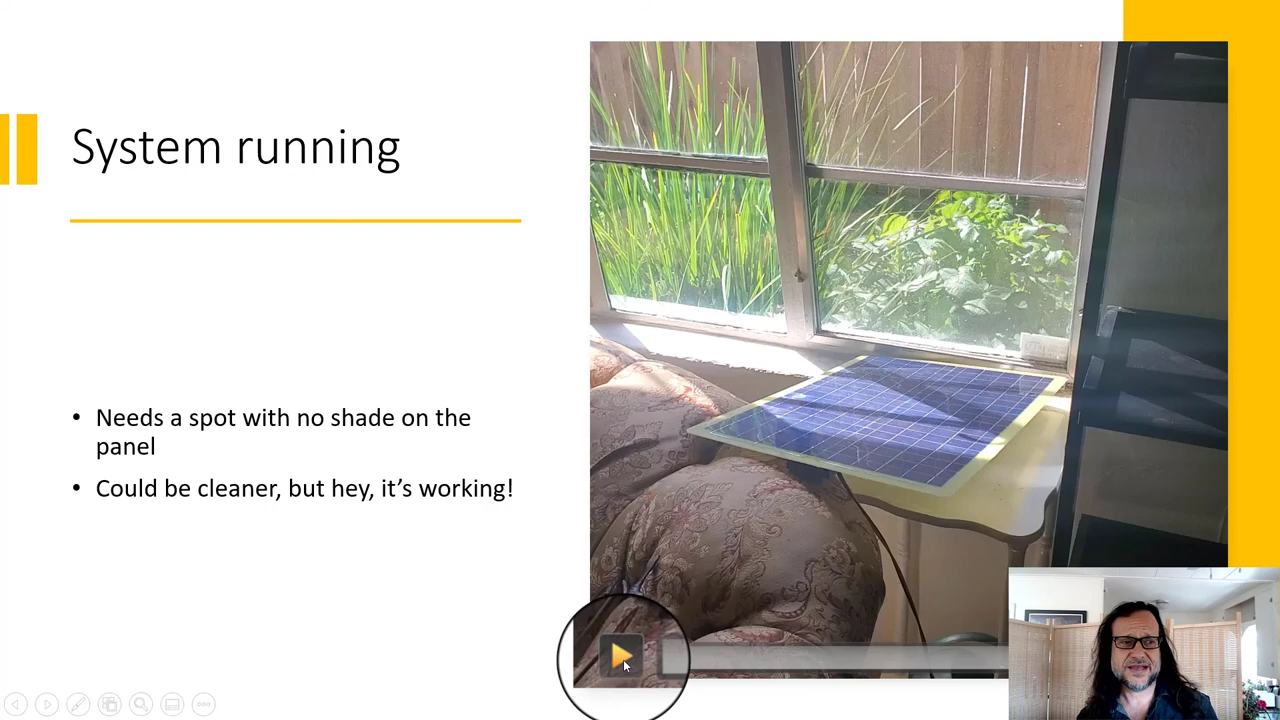 System running
• Needs a spot with no shade on the
panel
• Could be cleaner, but hey, it’s working!